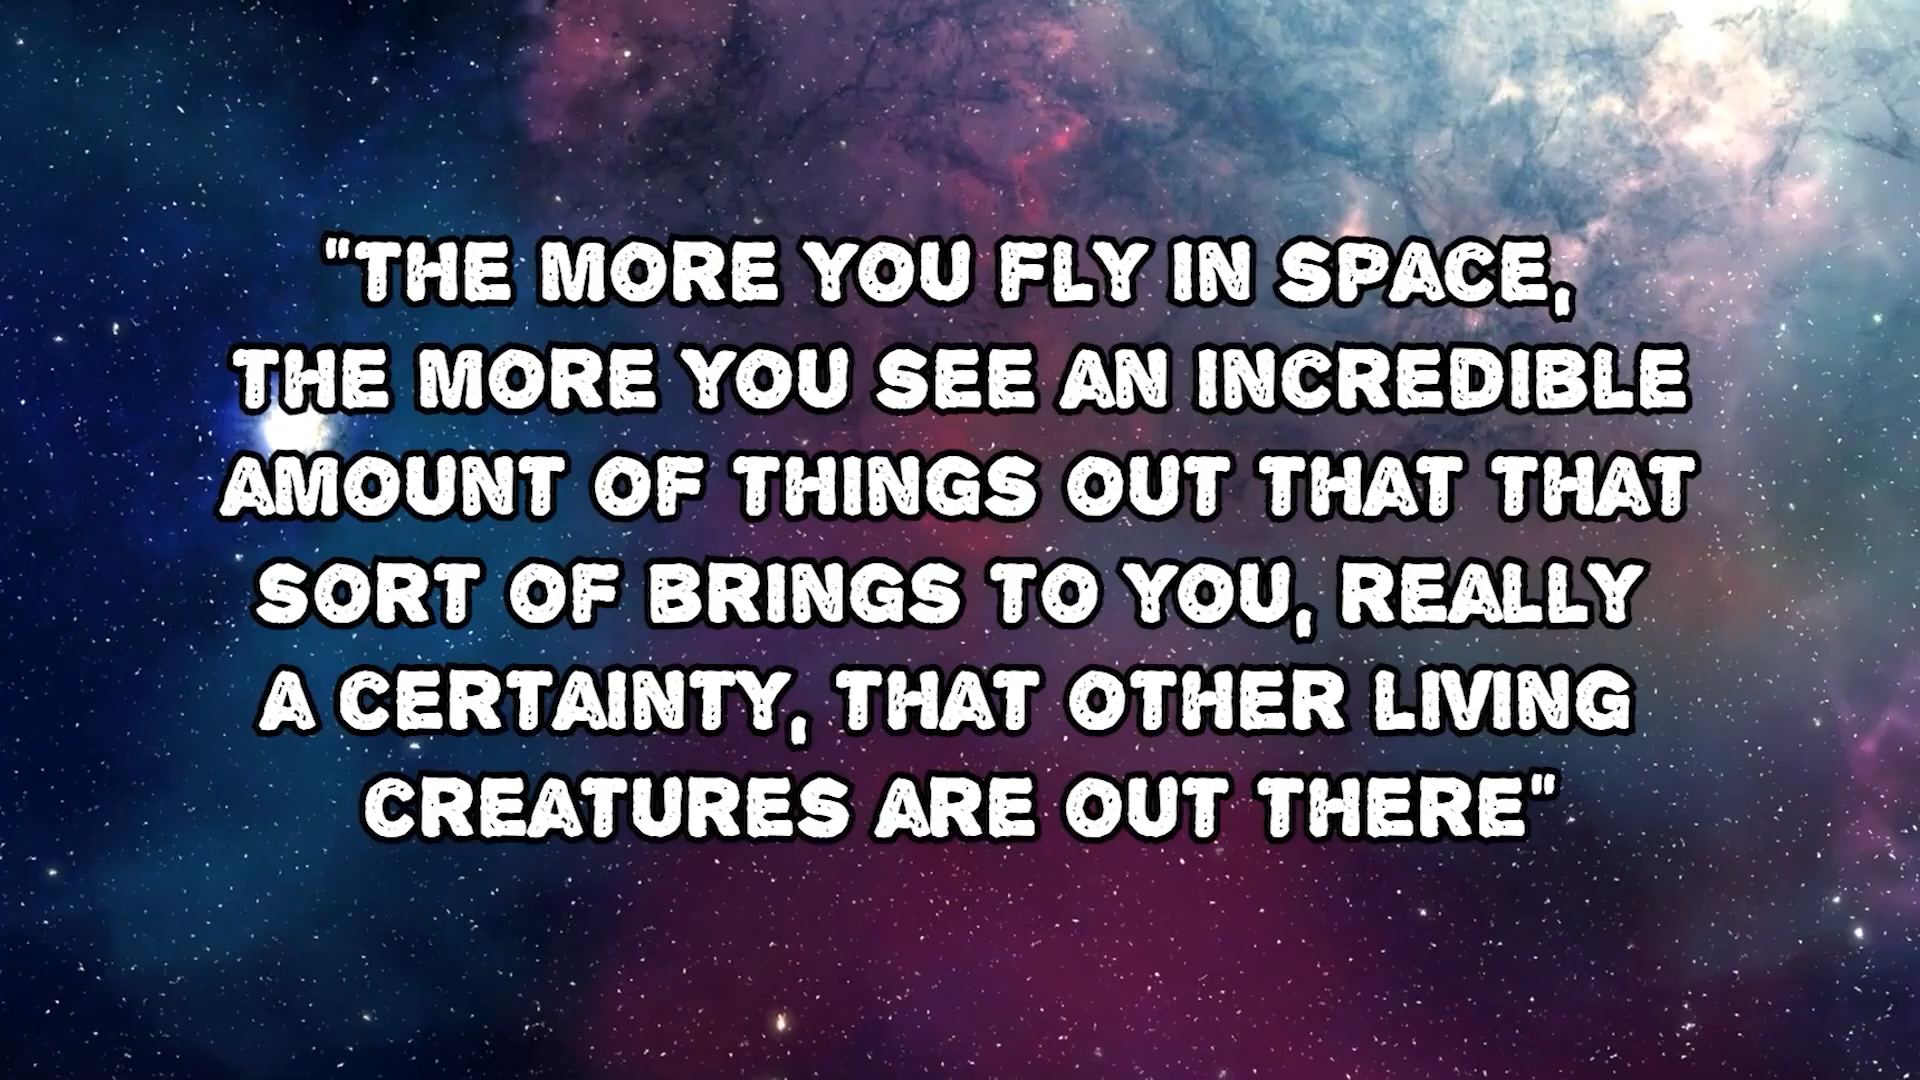 "THE MORE YOU FLY IN SPACE,
THE MORE YOU SEE AN INCREDIBLE
AMOUNT OF THINGS OUT THAT THAT
SORT OF BRINGS TO YOU, REALLY
A CERTAINTY, THAT OTHER LIVING
CREATURES ARE OUT THERE"